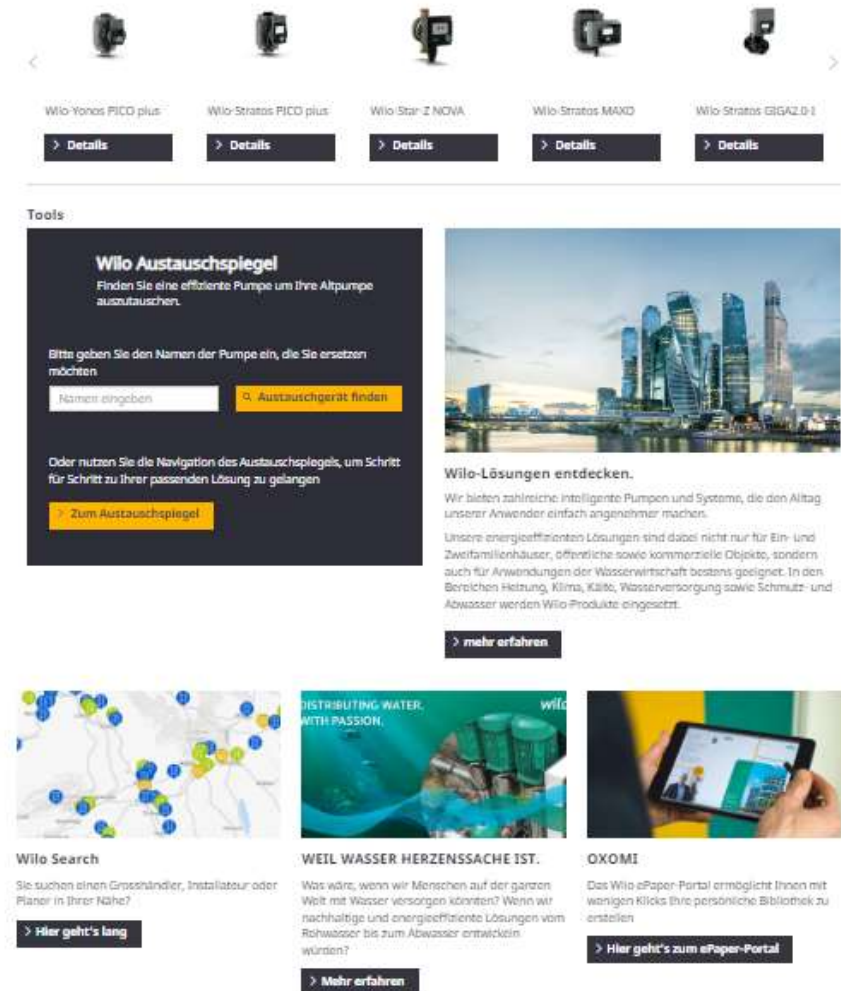 Wilo-Yonos PICO plus
Wilo-Stratos PICO plus
Wilo-Star-Z NOVA
Wilo-Stratos MAXO
Wilo-Stratos GIGA2.0-I
> Details
> Details
> Details
> Details
> Details
Tools
Wilo Austauschspiegel
Finden Sie eine effiziente Pumpe um Ihre Altpumpe
auszutauschen.
Bitte geben Sie den Namen der Pumpe ein, die Sie ersetzen
möchten
Namen eingeben
Austauschgerät finden
Oder nutzen Sie die Navigation des Austauschspiegels, um Schritt
für Schritt zu Ihrer passenden Lösung zu gelangen
> Zum Austauschspiegel
Wilo-Lösungen entdecken.
Wir bieten zahlreiche intelligente Pumpen und Systeme, die den Alltag
unserer Anwender einfach angenehmer machen.
Unsere energieeffizienten Lösungen sind dabei nicht nur für Ein- und
Zweifamilienhäuser, öffentliche sowie kommerzielle Objekte, sondern
auch für Anwendungen der Wasserwirtschaft bestens geeignet. In den
Bereichen Heizung, Klima, Kälte, Wasserversorgung sowie Schmutz- und
Abwasser werden Wilo-Produkte eingesetzt.
> mehr erfahren
DISTRIBUTING WATER.
WITH PASSION.
wilo
Wilo Search
Sie suchen einen Grosshändler, Installateur oder
Planer in Ihrer Nähe?
> Hier geht's lang
WEIL WASSER HERZENSSACHE IST.
Was wäre, wenn wir Menschen auf der ganzen
Welt mit Wasser versorgen könnten? Wenn wir
nachhaltige und energieeffiziente Lösungen vom
Rohwasser bis zum Abwasser entwickeln
würden?
> Mehr erfahren
OXOMI
Das Wilo ePaper-Portal ermöglicht Ihnen mit
wenigen Klicks Ihre persönliche Bibliothek zu
erstellen
> Hier geht's zum ePaper-Portal